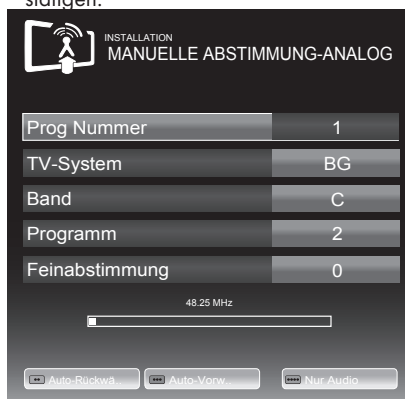 stätigen.
INSTALLATION
MANUELLE ABSTIMMUNG-ANALOG
Prog Nummer 1
TV-System BG
Band C
Programm 2
Feinabstimmung 0
48.25 MHz
Auto-Rückwä.. Auto-Vorw.. Nur Audio